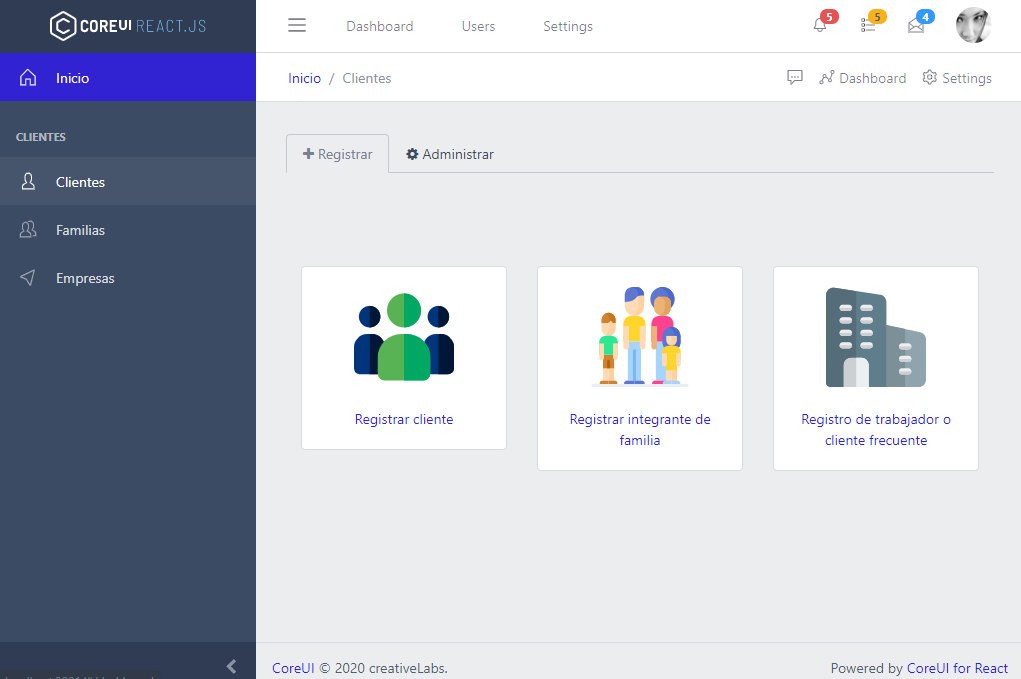 COREUI REACT.JS
Dashboard Users Settings
5 5 4
Inicio
Inicio / Clientes
Dashboard Settings
CLIENTES
Clientes
Familias
Empresas
Registrar Administrar
Registrar cliente
Registrar integrante de
familia
Registro de trabajador o
cliente frecuente
CoreUI © 2020 creativeLabs.
Powered by CoreUI for React